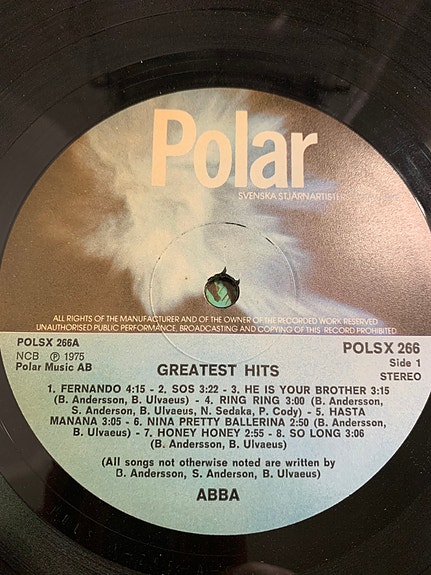 Polar
SVENSKA STJÄRNARTIST
ALL RIGHTS OF THE MANUFACTURER AND OF THE OWNER OF THE RECORDED WORK RESERVED
UNAUTHORISED PUBLIC PERFORMANCE, BROADCASTING AND COPYING OF THIS RECORD PROHIBITED
POLSX 266A
NCB ℗ 1975
Polar Music AB
POLSX 266
Side 1
STEREO
GREATEST HITS
1. FERNANDO 4:15 - 2. SOS 3:22 - 3. HE IS YOUR BROTHER 3:15
(B. Andersson, B. Ulvaeus) - 4. RING RING 3:00 (B. Andersson,
S. Andersson, B. Ulvaeus, N. Sedaka, P. Cody) - 5. HASTA
MANANA 3:05 - 6. NINA PRETTY BALLERINA 2:50 (B. Andersson,
B. Ulvaeus) - 7. HONEY HONEY 2:55 - 8. SO LONG 3:06
(B. Andersson, B. Ulvaeus)
(All songs not otherwise noted are written by
B. Andersson, S. Andersson, B. Ulvaeus)
ABBA